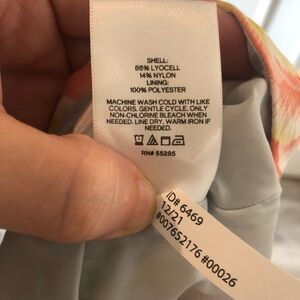 SHELL:
86% LYOCELL
14% NYLON
LINING:
100% POLYESTER
MACHINE WASH COLD WITH LIKE
COLORS. GENTLE CYCLE. ONLY
NON-CHLORINE BLEACH WHEN
NEEDED. LINE DRY. WARM IRON IF
NEEDED.
RN# 55285
ID# 6469
12/21
#007652176 #00026